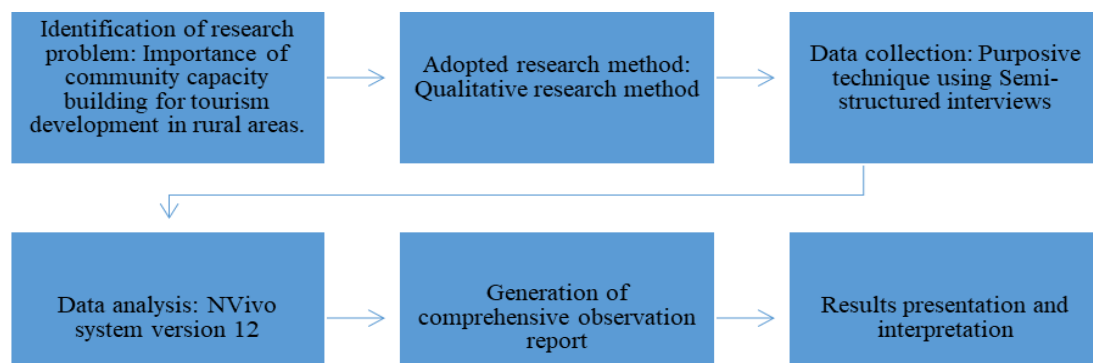 Identification of research
problem: Importance of
community capacity
building for tourism
development in rural areas.
Adopted research method:
Qualitative research method
Data collection: Purposive
technique using Semi-
structured interviews
Data analysis: NVivo
system version 12
Generation of
comprehensive observation
report
Results presentation and
interpretation